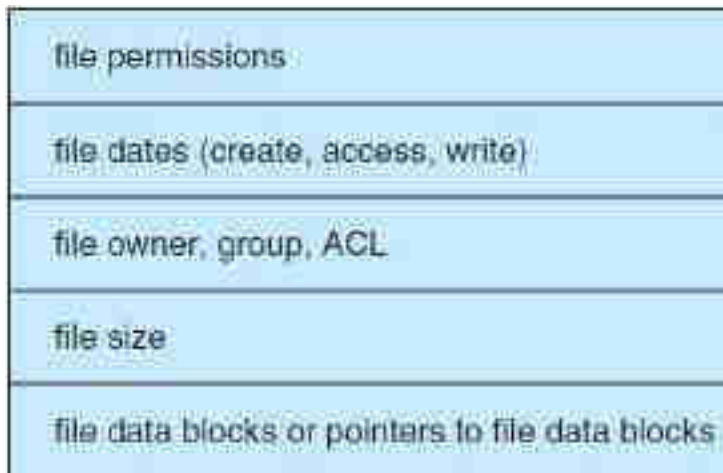 file permissions
file dates (create, access, write)
file owner, group, ACL
file size
file data blocks or pointers to file data blocks